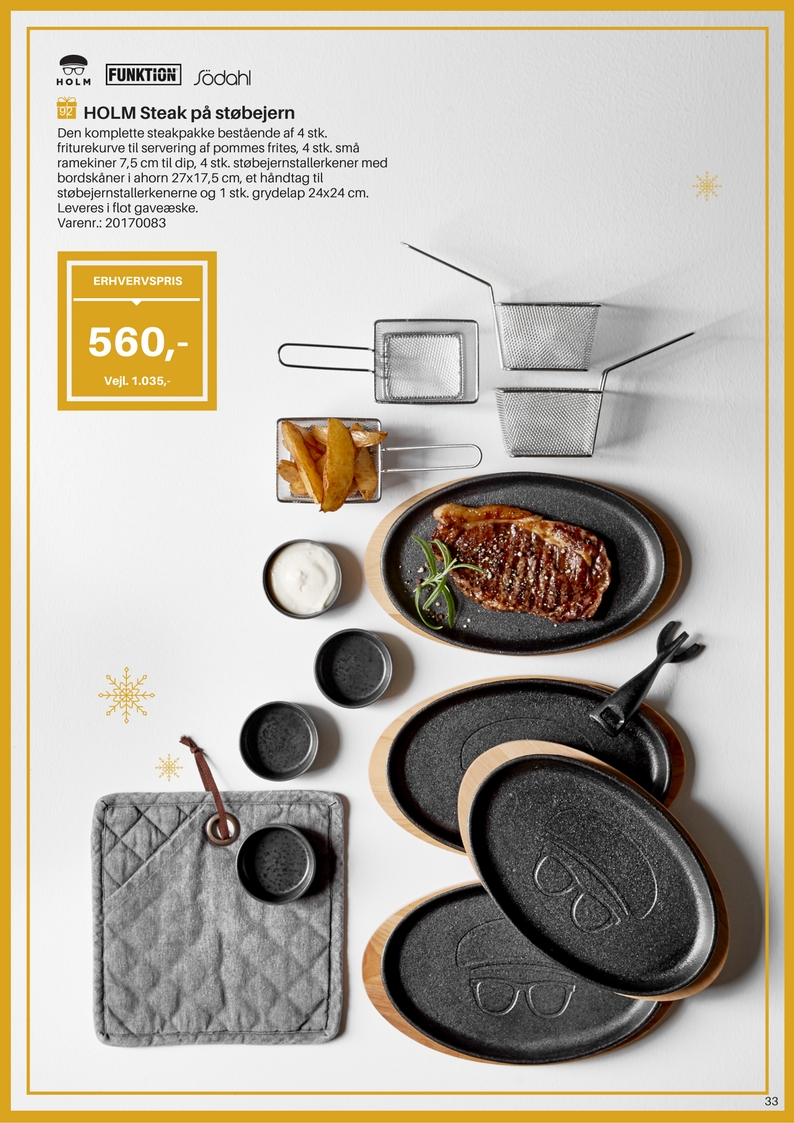 HOLM FUNKTION Södahl
92 HOLM Steak på støbejern
Den komplette steakpakke bestående af 4 stk.
friturekurve til servering af pommes frites, 4 stk. små
ramekiner 7,5 cm til dip, 4 stk. støbejernstallerkener med
bordskåner i ahorn 27x17,5 cm, et håndtag til
støbejernstallerkenerne og 1 stk. grydelap 24x24 cm.
Leveres i flot gaveæske.
Varenr.: 20170083
ERHVERVSPRIS
560,-
Vejl. 1.035,-
33